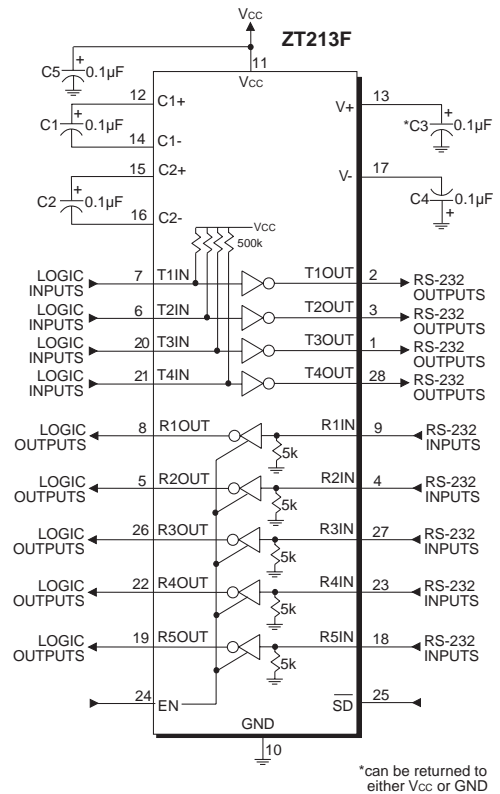 Vcc
ZT213F
C5
+
0.1µF
11
Vcc
12
C1+
V+
13
C1
+
0.1µF
*C3
+
0.1µF
14
C1-
15
C2+
V-
17
C2
+
0.1µF
C4
+
0.1µF
16
C2-
Vcc
500k
LOGIC
INPUTS
7
T1IN
T1OUT
2
RS-232
OUTPUTS
LOGIC
INPUTS
6
T2IN
T2OUT
3
RS-232
OUTPUTS
LOGIC
INPUTS
20
T3IN
T3OUT
1
RS-232
OUTPUTS
LOGIC
INPUTS
21
T4IN
T4OUT
28
RS-232
OUTPUTS
LOGIC
OUTPUTS
8
R1OUT
R1IN
9
RS-232
INPUTS
5k
LOGIC
OUTPUTS
5
R2OUT
R2IN
4
RS-232
INPUTS
5k
LOGIC
OUTPUTS
26
R3OUT
R3IN
27
RS-232
INPUTS
5k
LOGIC
OUTPUTS
22
R4OUT
R4IN
23
RS-232
INPUTS
5k
LOGIC
OUTPUTS
19
R5OUT
R5IN
18
RS-232
INPUTS
5k
24
EN
SD
25
GND
10
*can be returned to
either Vcc or GND